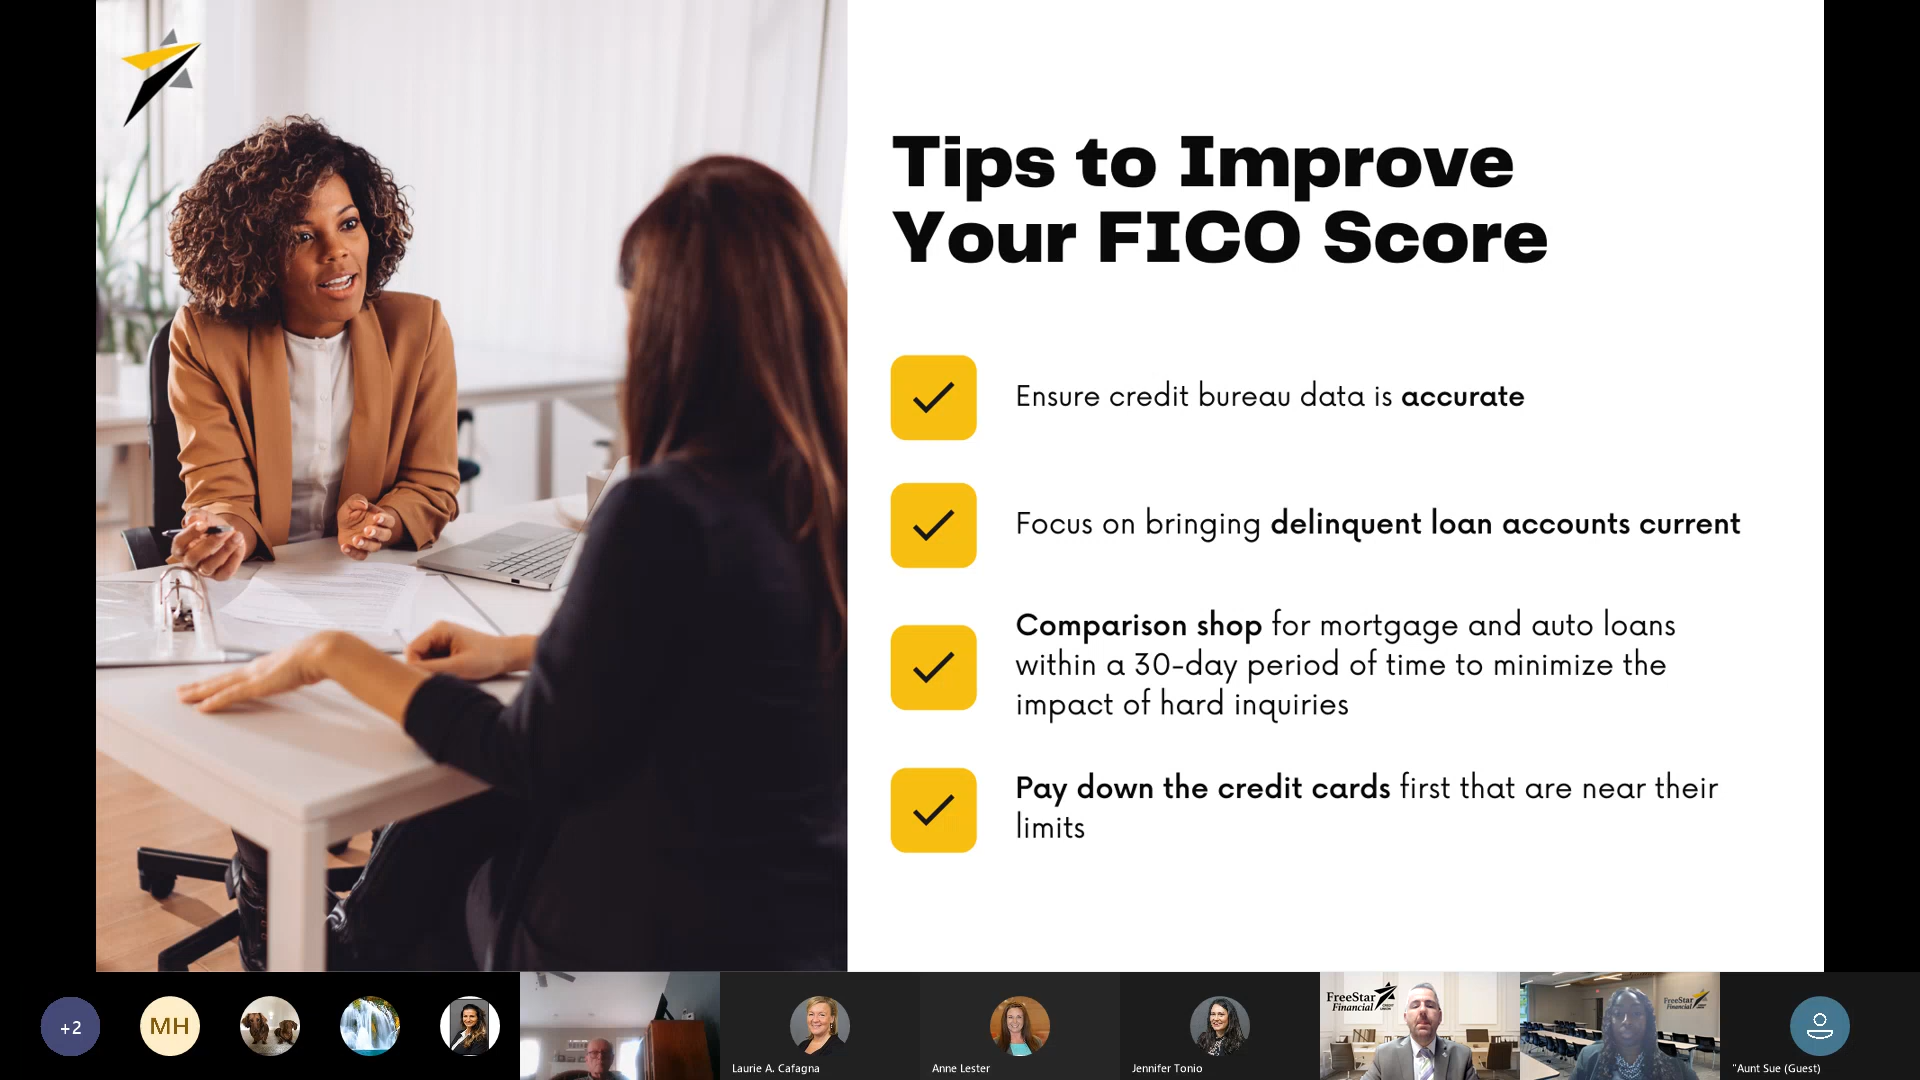 Tips to Improve
Your FICO Score
Ensure credit bureau data is accurate
Focus on bringing delinquent loan accounts current
Comparison shop for mortgage and auto loans
within a 30-day period of time to minimize the
impact of hard inquiries
Pay down the credit cards first that are near their
limits
+2
MH
Laurie A. Cafagna
Anne Lester
Jennifer Tonio
FreeStar
Financial
FreeStar
Financial
"Aunt Sue (Guest)